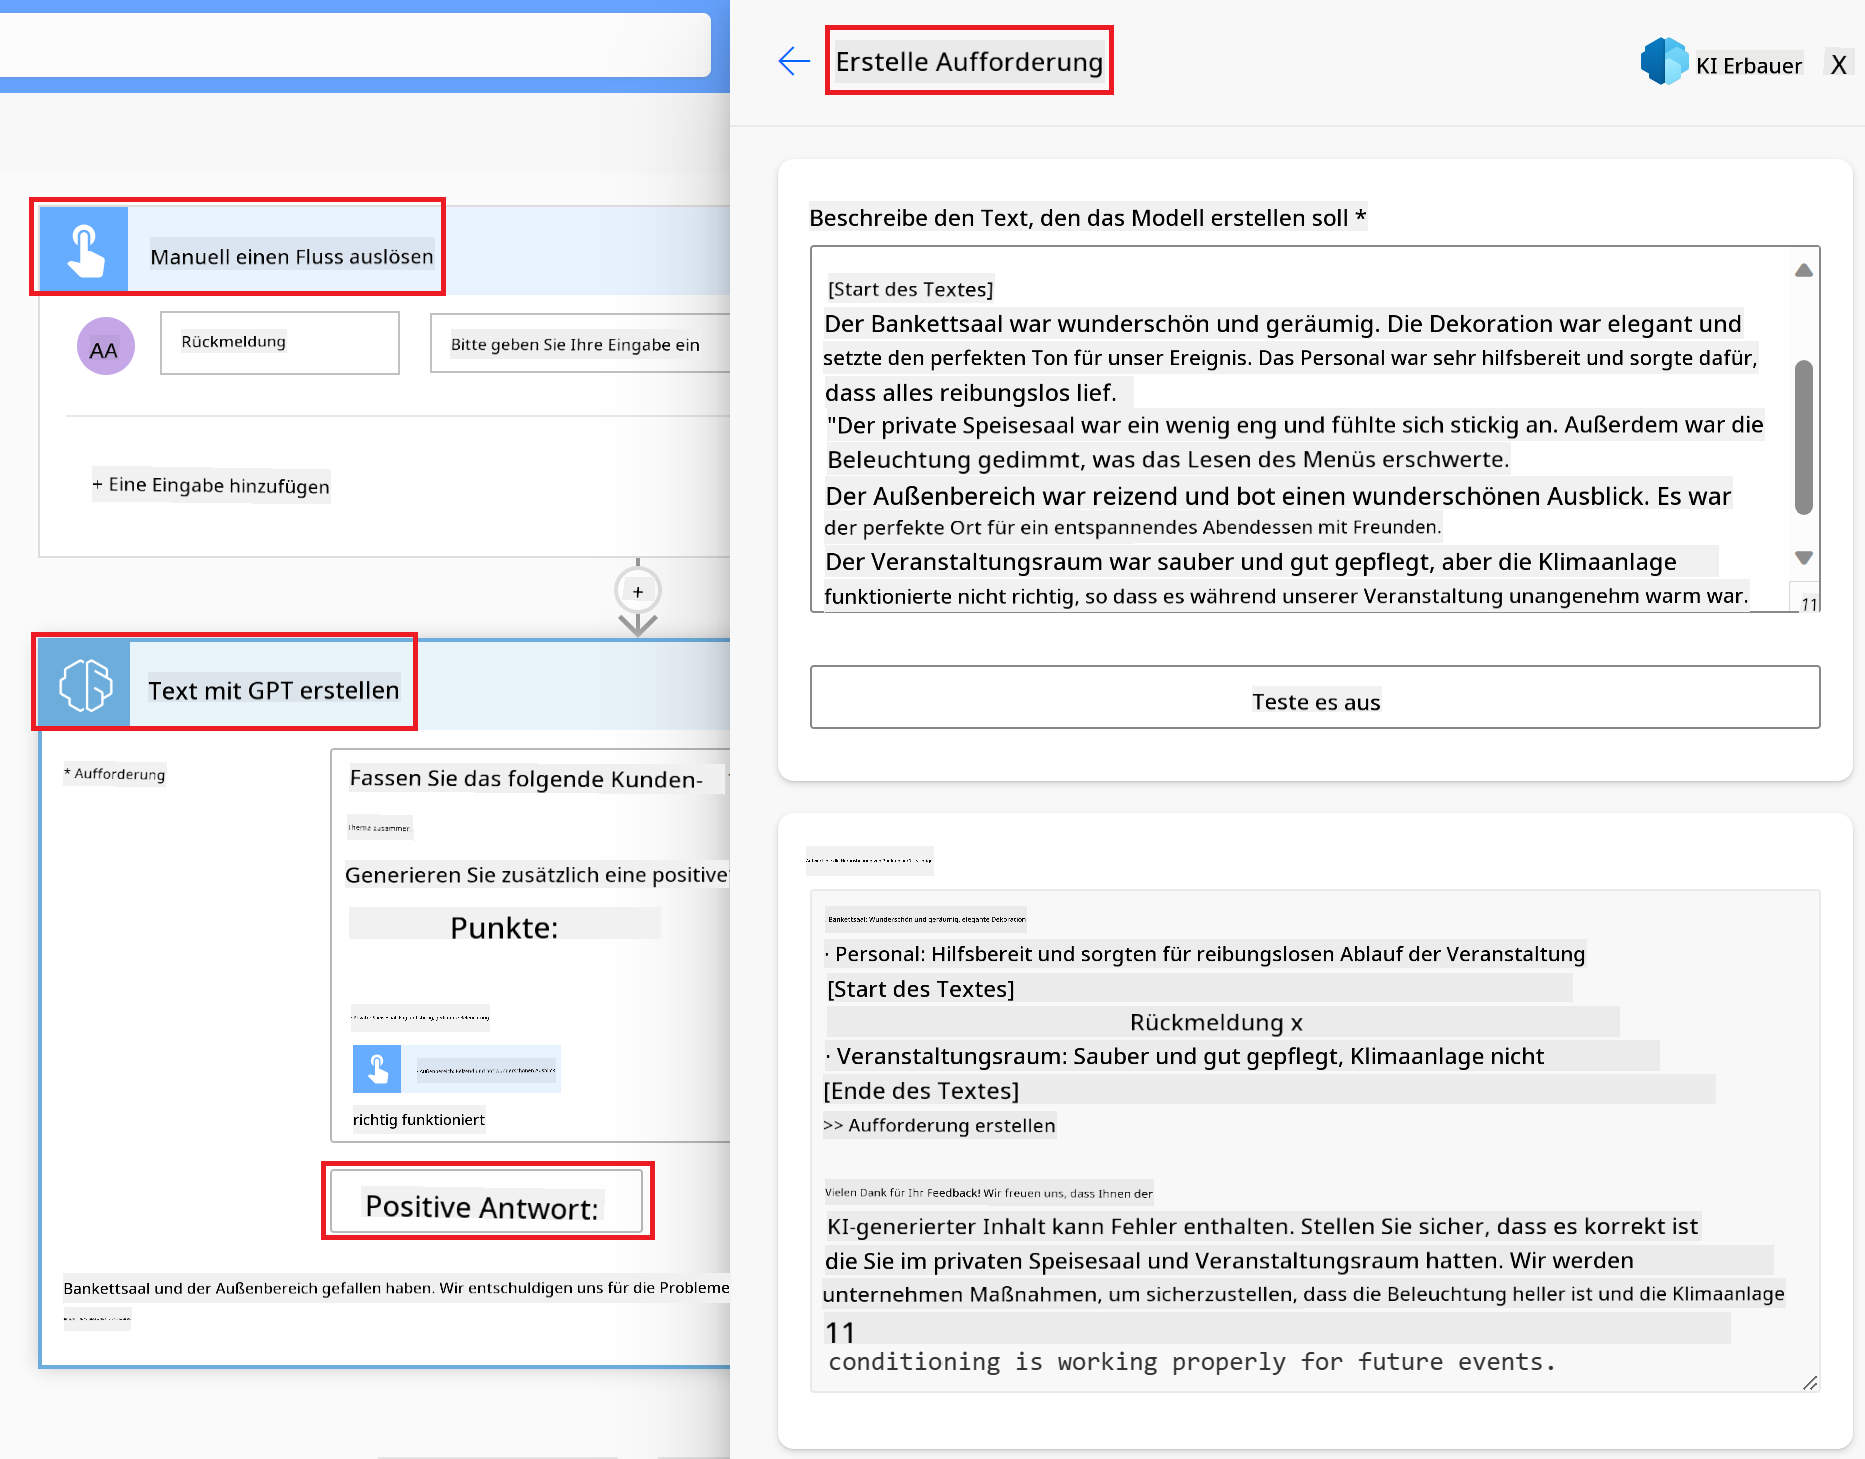 Manuell einen Fluss auslösen
AA
Rückmeldung
Bitte geben Sie Ihre Eingabe ein
+ Eine Eingabe hinzufügen
+
Text mit GPT erstellen
* Aufforderung
Fassen Sie das folgende Kunden-
Thema zusammen
Generieren Sie zusätzlich eine positive
Punkte:
richtig funktioniert
Positive Antwort:
Bankettsaal und der Außenbereich gefallen haben. Wir entschuldigen uns für die Probleme
Erstelle Aufforderung
KI Erbauer
X
Beschreibe den Text, den das Modell erstellen soll *
[Start des Textes]
Der Bankettsaal war wunderschön und geräumig. Die Dekoration war elegant und
setzte den perfekten Ton für unser Ereignis. Das Personal war sehr hilfsbereit und sorgte dafür,
dass alles reibungslos lief.
"Der private Speisesaal war ein wenig eng und fühlte sich stickig an. Außerdem war die
Beleuchtung gedimmt, was das Lesen des Menüs erschwerte.
Der Außenbereich war reizend und bot einen wunderschönen Ausblick. Es war
der perfekte Ort für ein entspannendes Abendessen mit Freunden.
Der Veranstaltungsraum war sauber und gut gepflegt, aber die Klimaanlage
funktionierte nicht richtig, so dass es während unserer Veranstaltung unangenehm warm war.
11
Teste es aus
Bankettsaal: Wunderschön und geräumig, elegante Dekoration
· Personal: Hilfsbereit und sorgten für reibungslosen Ablauf der Veranstaltung
[Start des Textes]
Rückmeldung x
· Veranstaltungsraum: Sauber und gut gepflegt, Klimaanlage nicht
[Ende des Textes]
>> Aufforderung erstellen
Vielen Dank für Ihr Feedback! Wir freuen uns, dass Ihnen der
KI-generierter Inhalt kann Fehler enthalten. Stellen Sie sicher, dass es korrekt ist
die Sie im privaten Speisesaal und Veranstaltungsraum hatten. Wir werden
unternehmen Maßnahmen, um sicherzustellen, dass die Beleuchtung heller ist und die Klimaanlage
11
conditioning is working properly for future events.